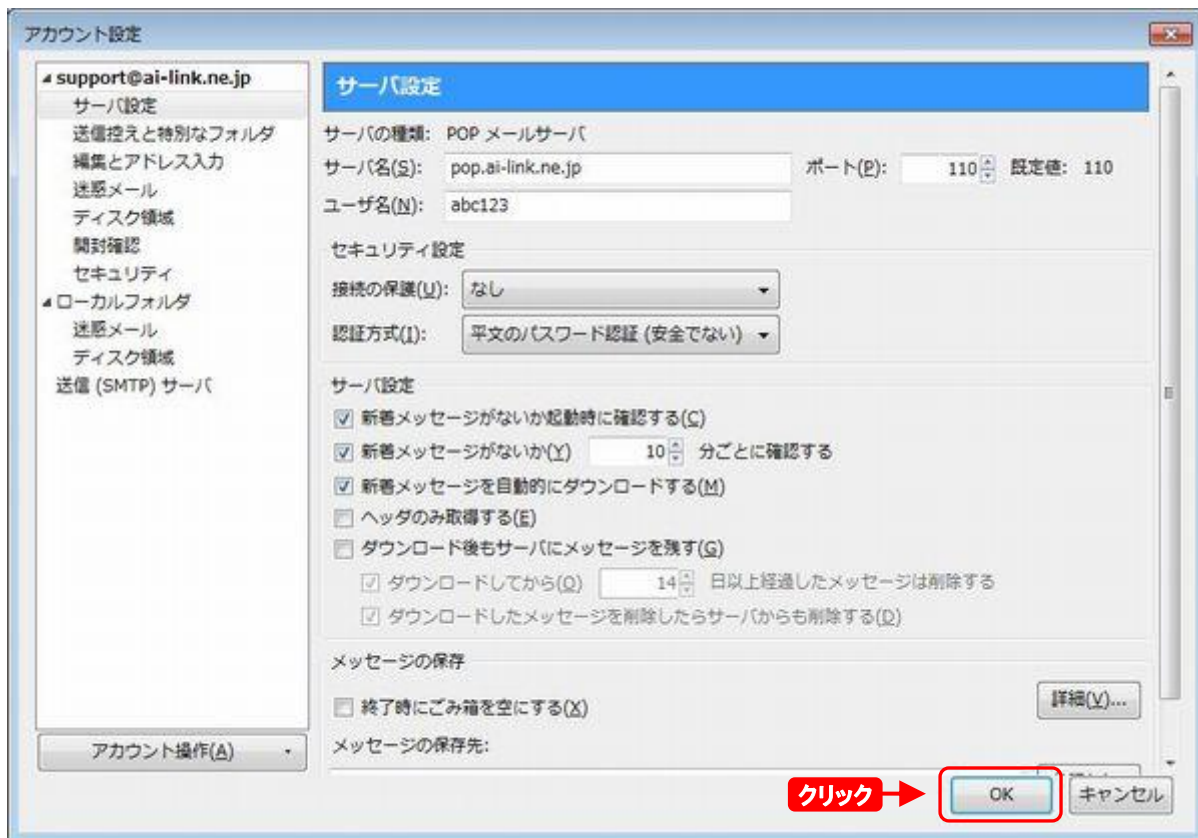 アカウント設定
support@ai-link.ne.jp
サーバ設定
送信控えと特別なフォルダ
編集とアドレス入力
迷惑メール
ディスク領域
開封確認
セキュリティ
ローカルフォルダ
迷惑メール
ディスク領域
送信 (SMTP) サーバ
アカウント操作(A)
サーバ設定
サーバの種類: POP メールサーバ
サーバ名(S): pop.ai-link.ne.jp ポート(P): 110 既定値: 110
ユーザ名(N): abc123
セキュリティ設定
接続の保護(U): なし
認証方式(I): 平文のパスワード認証 (安全でない)
サーバ設定
新着メッセージがないか起動時に確認する(C)
新着メッセージがないか(Y) 10 分ごとに確認する
新着メッセージを自動的にダウンロードする(M)
ヘッダのみ取得する(E)
ダウンロード後もサーバにメッセージを残す(G)
ダウンロードしてから(O) 14 日以上経過したメッセージは削除する
ダウンロードしたメッセージを削除したらサーバからも削除する(D)
メッセージの保存
終了時にごみ箱を空にする(X) 詳細(V)...
メッセージの保存先:
クリック OK キャンセル